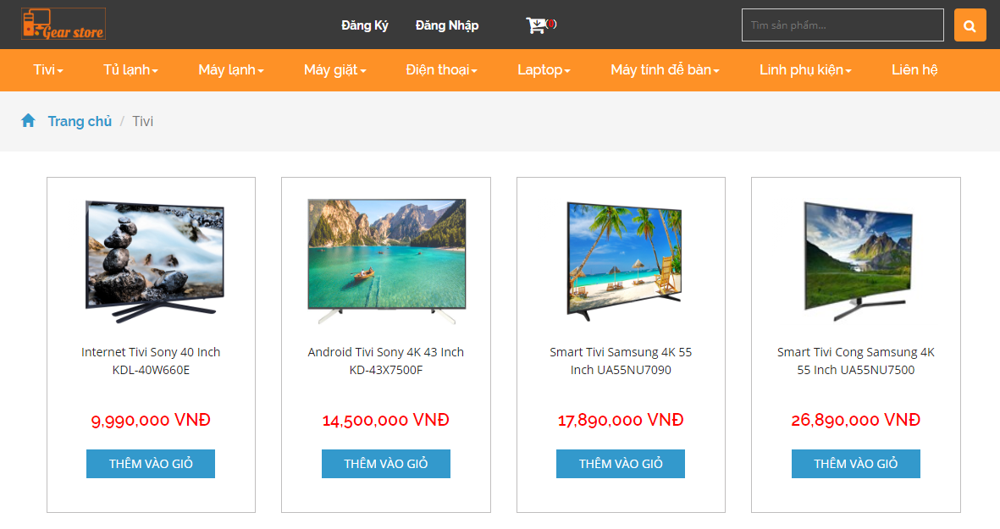 Gear store
Đăng Ký Đăng Nhập (0) Tìm sản phẩm...
Tivi Tủ lạnh Máy lạnh Máy giặt Điện thoại Laptop Máy tính để bàn Linh phụ kiện Liên hệ
Trang chủ / Tivi
Internet Tivi Sony 40 Inch
KDL-40W660E
9,990,000 VNĐ
THÊM VÀO GIỎ
Android Tivi Sony 4K 43 Inch
KD-43X7500F
14,500,000 VNĐ
THÊM VÀO GIỎ
Smart Tivi Samsung 4K 55
Inch UA55NU7090
17,890,000 VNĐ
THÊM VÀO GIỎ
Smart Tivi Cong Samsung 4K
55 Inch UA55NU7500
26,890,000 VNĐ
THÊM VÀO GIỎ